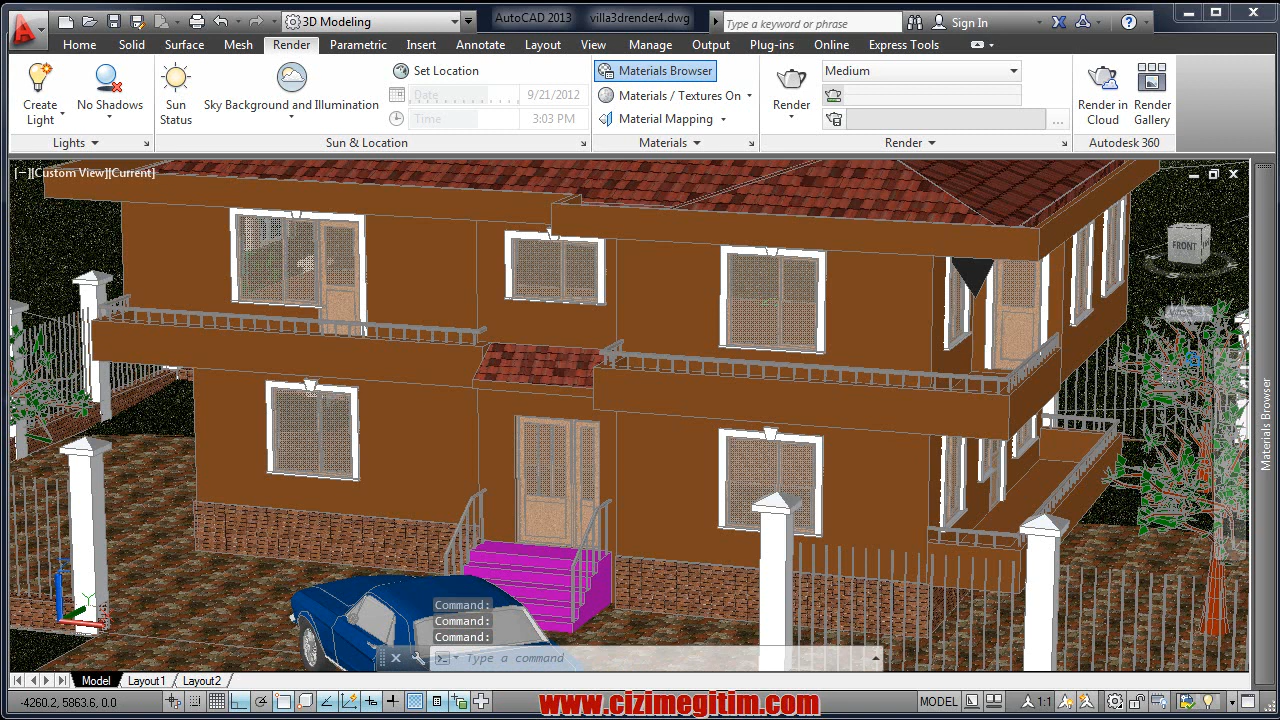 3D Modeling
AutoCAD 2013 villa3drender4.dwg
Type a keyword or phrase
Sign In
Home Solid Surface Mesh Render Parametric Insert Annotate Layout View Manage Output Plug-ins Online Express Tools
Create Light
No Shadows
Sun Status
Sky Background and Illumination
Set Location
Date 9/21/2012
Time 3:03 PM
Materials Browser
Materials / Textures On
Material Mapping
Render
Medium
...
Render in Cloud
Render Gallery
Lights
Sun & Location
Materials
Render
Autodesk 360
[−][Custom View][Current]
FRONT
WCS
Materials Browser
Command:
Command:
Command:
Type a command
Model Layout1 Layout2
-4260.2, 5863.6, 0.0
www.cizimegitim.com
MODEL
1:1